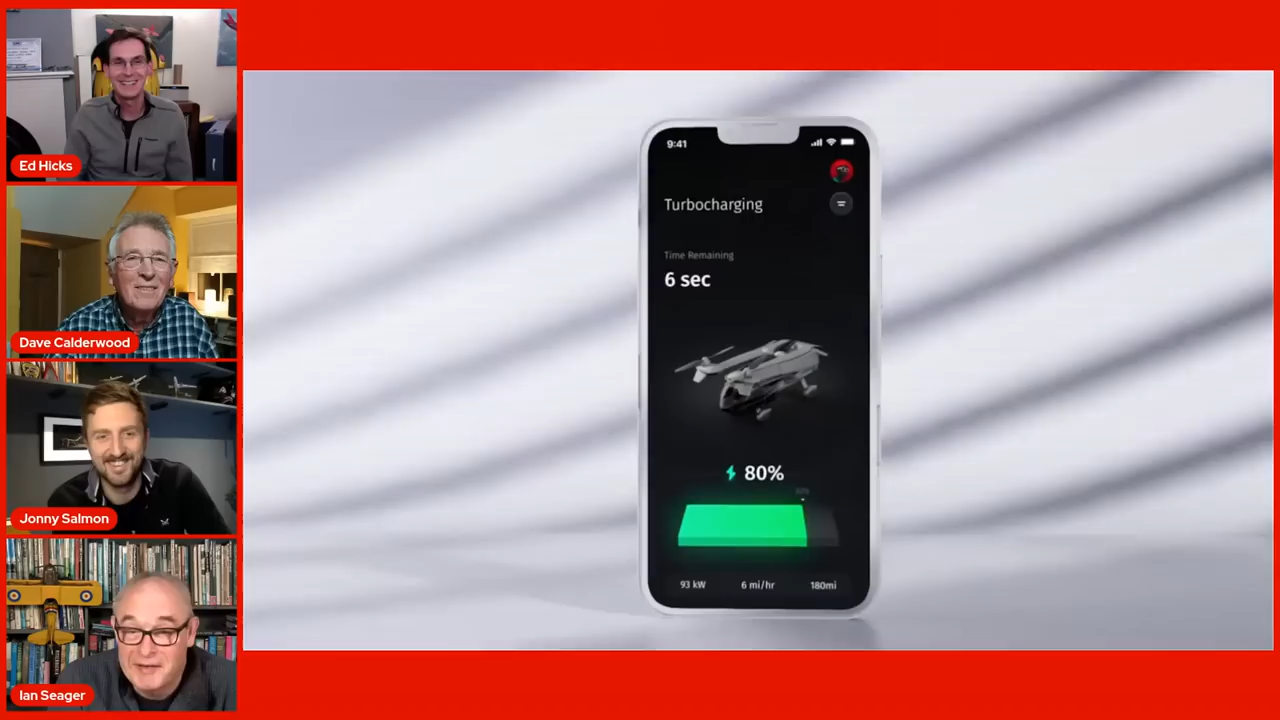 Ed Hicks
Dave Calderwood
Jonny Salmon
Ian Seager
9:41
Turbocharging
Time Remaining
6 sec
80%
80%
93 kW 6 mi/hr 180mi